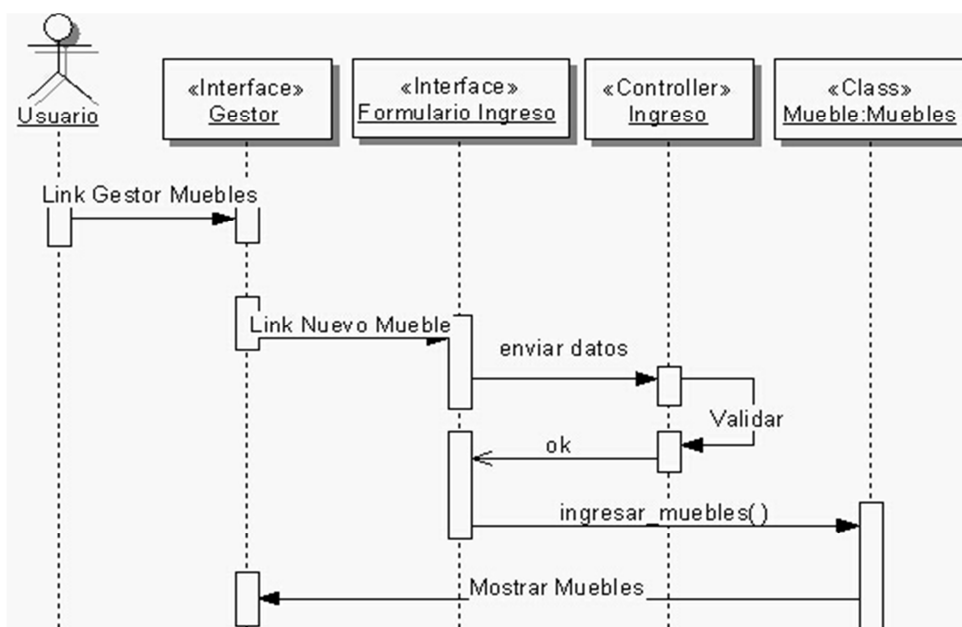 Usuario
«Interface»
Gestor
«Interface»
Formulario Ingreso
«Controller»
Ingreso
«Class»
Mueble:Muebles
Link Gestor Muebles
Link Nuevo Mueble
enviar datos
Validar
ok
ingresar_muebles()
Mostrar Muebles